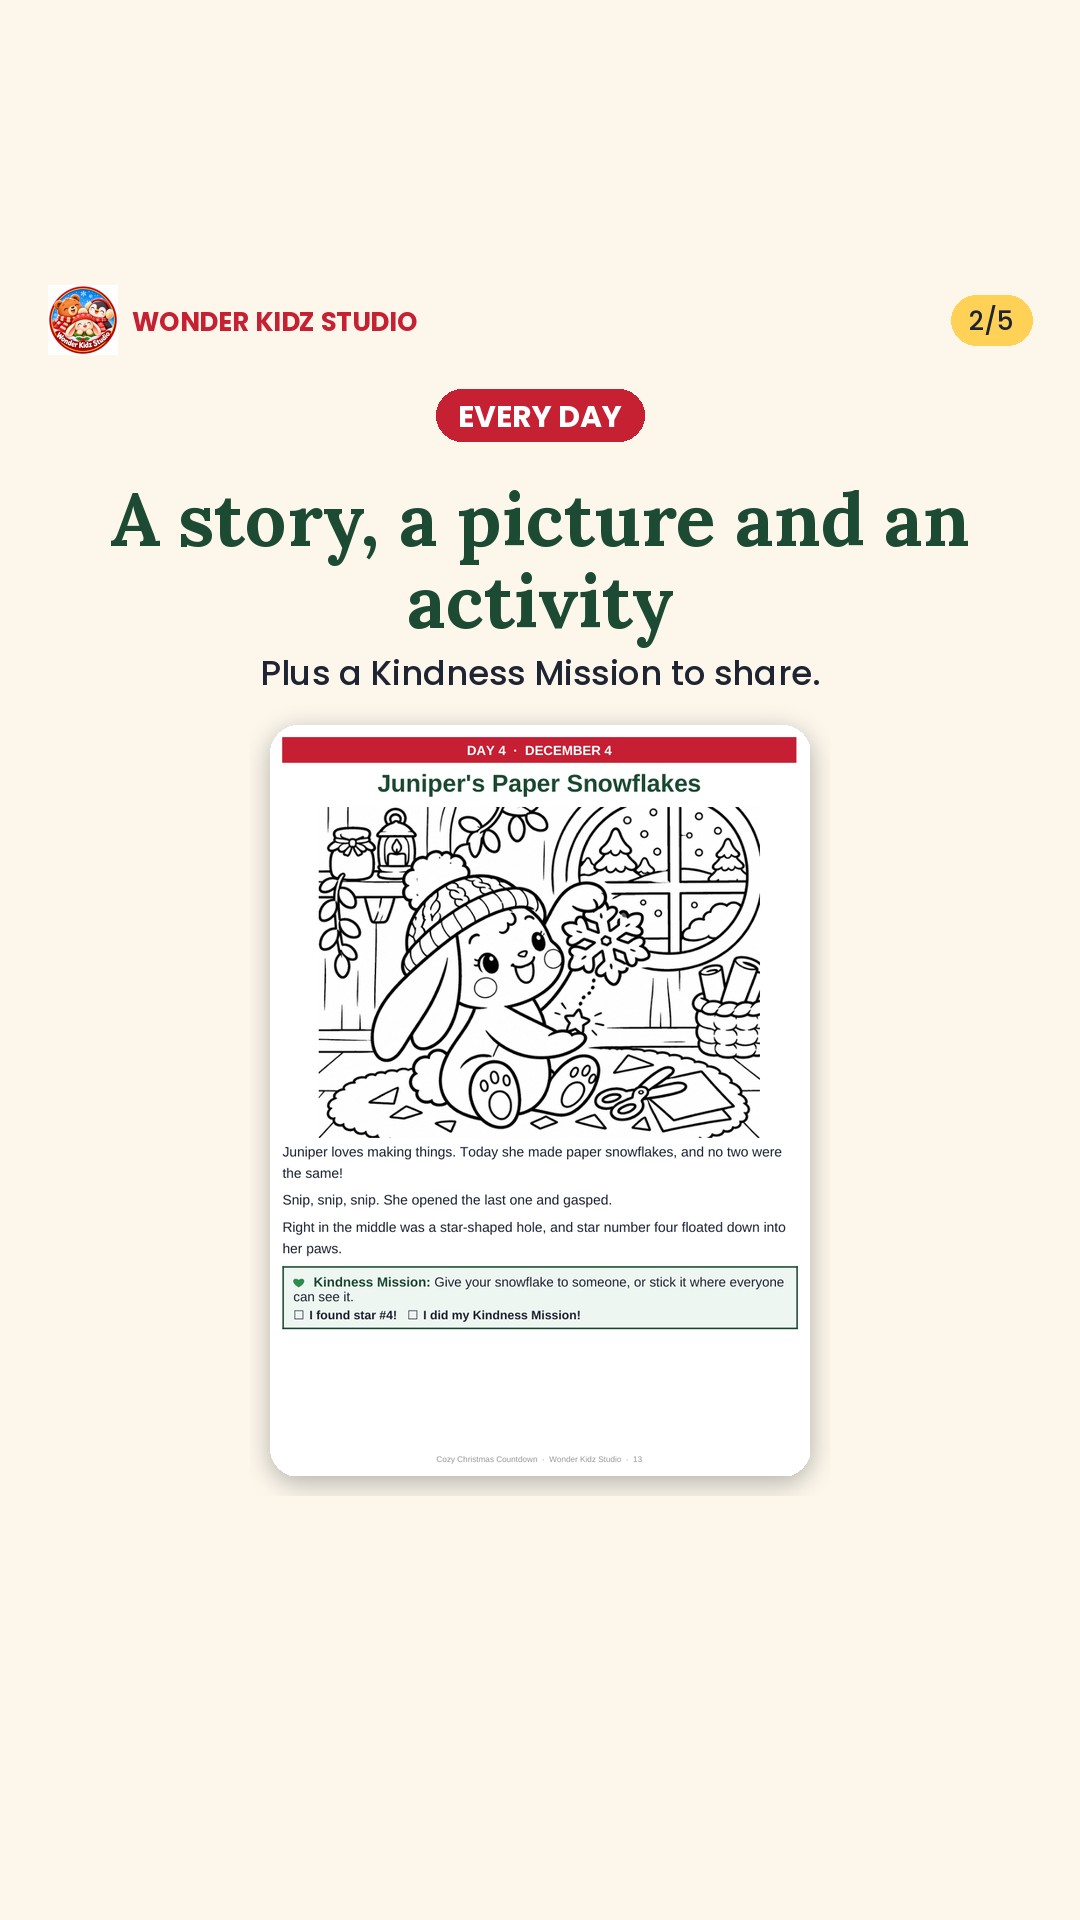 Wonder Kidz Studio
WONDER KIDZ STUDIO
2/5
EVERY DAY
A story, a picture and an
activity
Plus a Kindness Mission to share.
DAY 4 · DECEMBER 4
Juniper's Paper Snowflakes
Juniper loves making things. Today she made paper snowflakes, and no two were
the same!
Snip, snip, snip. She opened the last one and gasped.
Right in the middle was a star-shaped hole, and star number four floated down into
her paws.
Kindness Mission: Give your snowflake to someone, or stick it where everyone
can see it.
☐ I found star #4! ☐ I did my Kindness Mission!
Cozy Christmas Countdown · Wonder Kidz Studio · 13